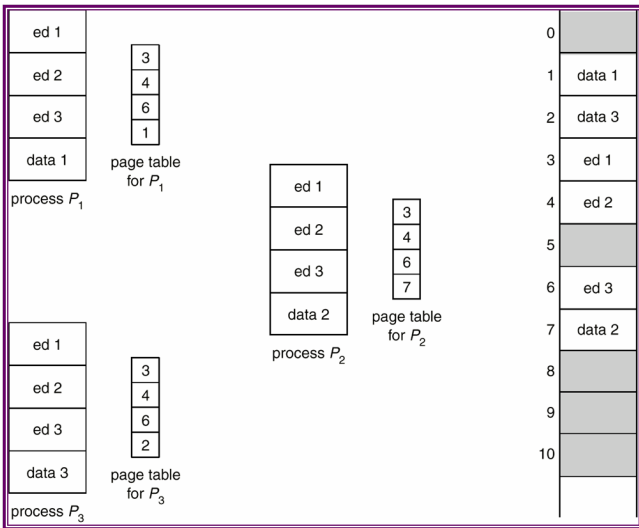 ed 1
ed 2
ed 3
data 1
process P1
3
4
6
1
page table
for P1
ed 1
ed 2
ed 3
data 2
process P2
3
4
6
7
page table
for P2
ed 1
ed 2
ed 3
data 3
process P3
3
4
6
2
page table
for P3
0
1 data 1
2 data 3
3 ed 1
4 ed 2
5
6 ed 3
7 data 2
8
9
10